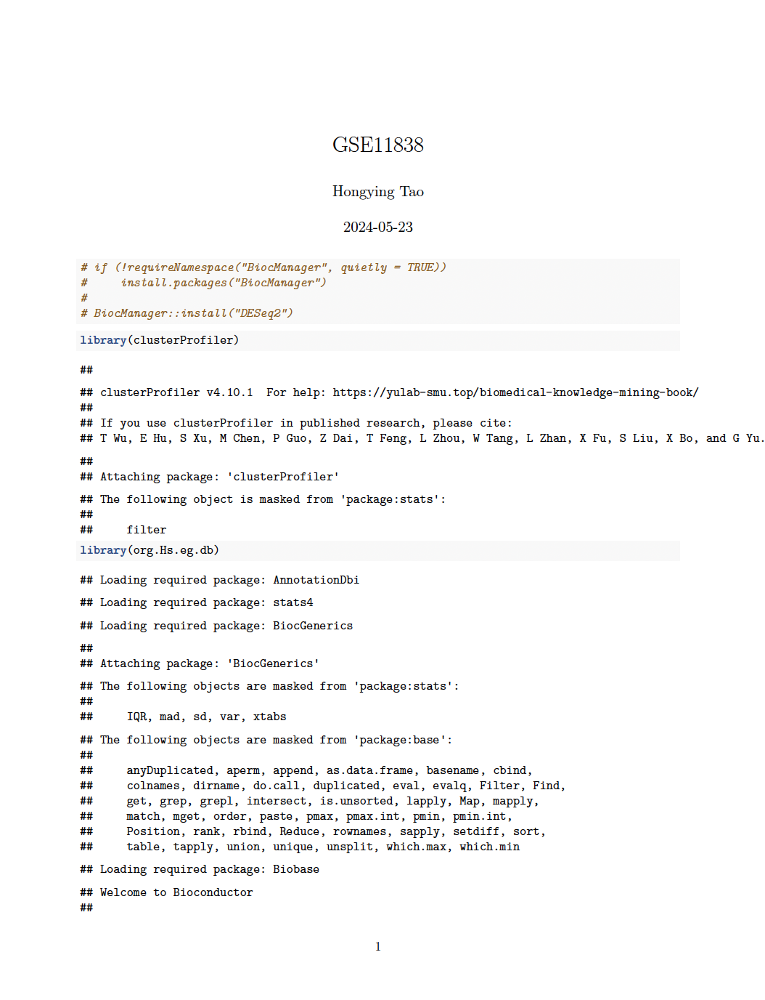 GSE11838
Hongying Tao
2024-05-23
# if (!requireNamespace("BiocManager", quietly = TRUE))
#     install.packages("BiocManager")
#
# BiocManager::install("DESeq2")
library(clusterProfiler)
##
## clusterProfiler v4.10.1  For help: https://yulab-smu.top/biomedical-knowledge-mining-book/
##
## If you use clusterProfiler in published research, please cite:
## T Wu, E Hu, S Xu, M Chen, P Guo, Z Dai, T Feng, L Zhou, W Tang, L Zhan, X Fu, S Liu, X Bo, and G Yu.
##
## Attaching package: 'clusterProfiler'
## The following object is masked from 'package:stats':
##
##     filter
library(org.Hs.eg.db)
## Loading required package: AnnotationDbi
## Loading required package: stats4
## Loading required package: BiocGenerics
##
## Attaching package: 'BiocGenerics'
## The following objects are masked from 'package:stats':
##
##     IQR, mad, sd, var, xtabs
## The following objects are masked from 'package:base':
##
##     anyDuplicated, aperm, append, as.data.frame, basename, cbind,
##     colnames, dirname, do.call, duplicated, eval, evalq, Filter, Find,
##     get, grep, grepl, intersect, is.unsorted, lapply, Map, mapply,
##     match, mget, order, paste, pmax, pmax.int, pmin, pmin.int,
##     Position, rank, rbind, Reduce, rownames, sapply, setdiff, sort,
##     table, tapply, union, unique, unsplit, which.max, which.min
## Loading required package: Biobase
## Welcome to Bioconductor
##
1